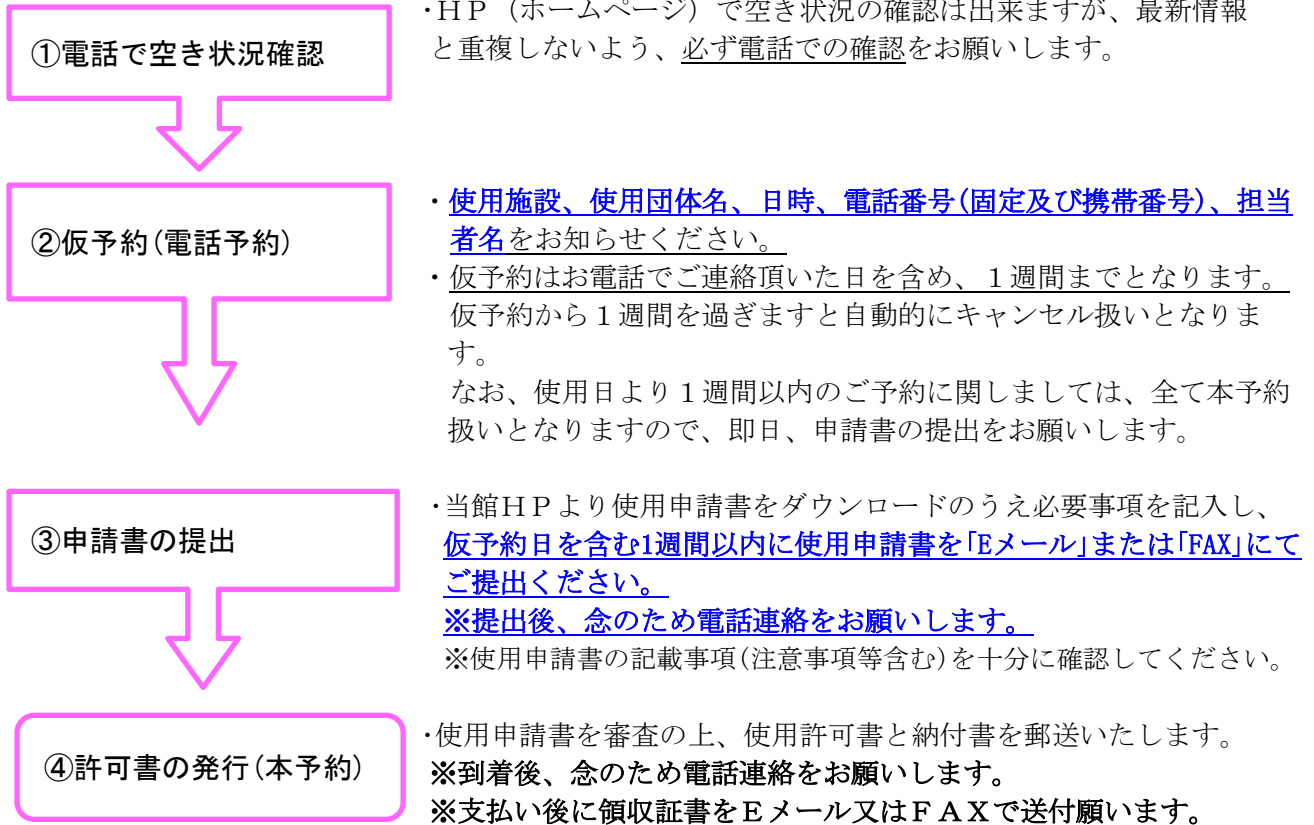 ①電話で空き状況確認
・ＨＰ（ホームページ）で空き状況の確認は出来ますが、最新情報
と重複しないよう、必ず電話での確認をお願いします。
②仮予約(電話予約)
・使用施設、使用団体名、日時、電話番号(固定及び携帯番号)、担当
者名をお知らせください。
・仮予約はお電話でご連絡頂いた日を含め、１週間までとなります。
仮予約から１週間を過ぎますと自動的にキャンセル扱いとなりま
す。
なお、使用日より１週間以内のご予約に関しましては、全て本予約
扱いとなりますので、即日、申請書の提出をお願いします。
③申請書の提出
・当館ＨＰより使用申請書をダウンロードのうえ必要事項を記入し、
仮予約日を含む1週間以内に使用申請書を｢Eメール｣または｢FAX｣にて
ご提出ください。
※提出後、念のため電話連絡をお願いします。
※使用申請書の記載事項(注意事項等含む)を十分に確認してください。
④許可書の発行(本予約)
・使用申請書を審査の上、使用許可書と納付書を郵送いたします。
※到着後、念のため電話連絡をお願いします。
※支払い後に領収証書をＥメール又はＦＡＸで送付願います。